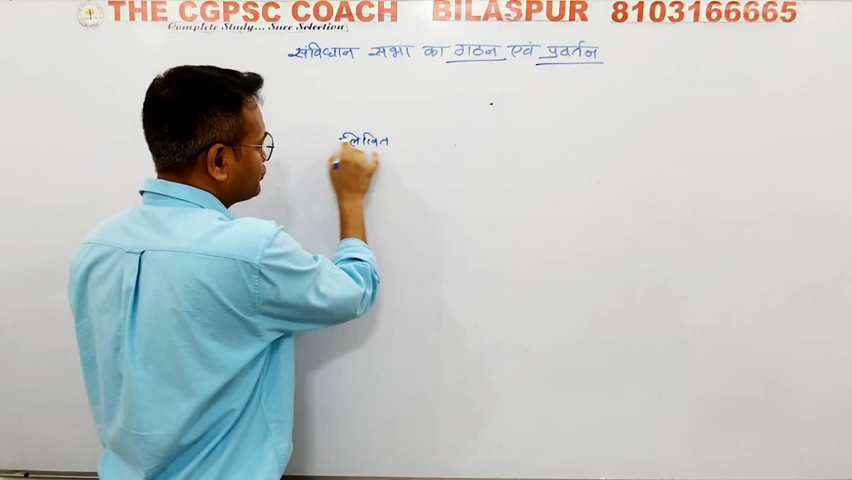 THE CGPSC COACH BILASPUR 8103166665
Complete Study... Sure Selection
संविधान सभा का गठन एवं प्रवर्तन
लिखित